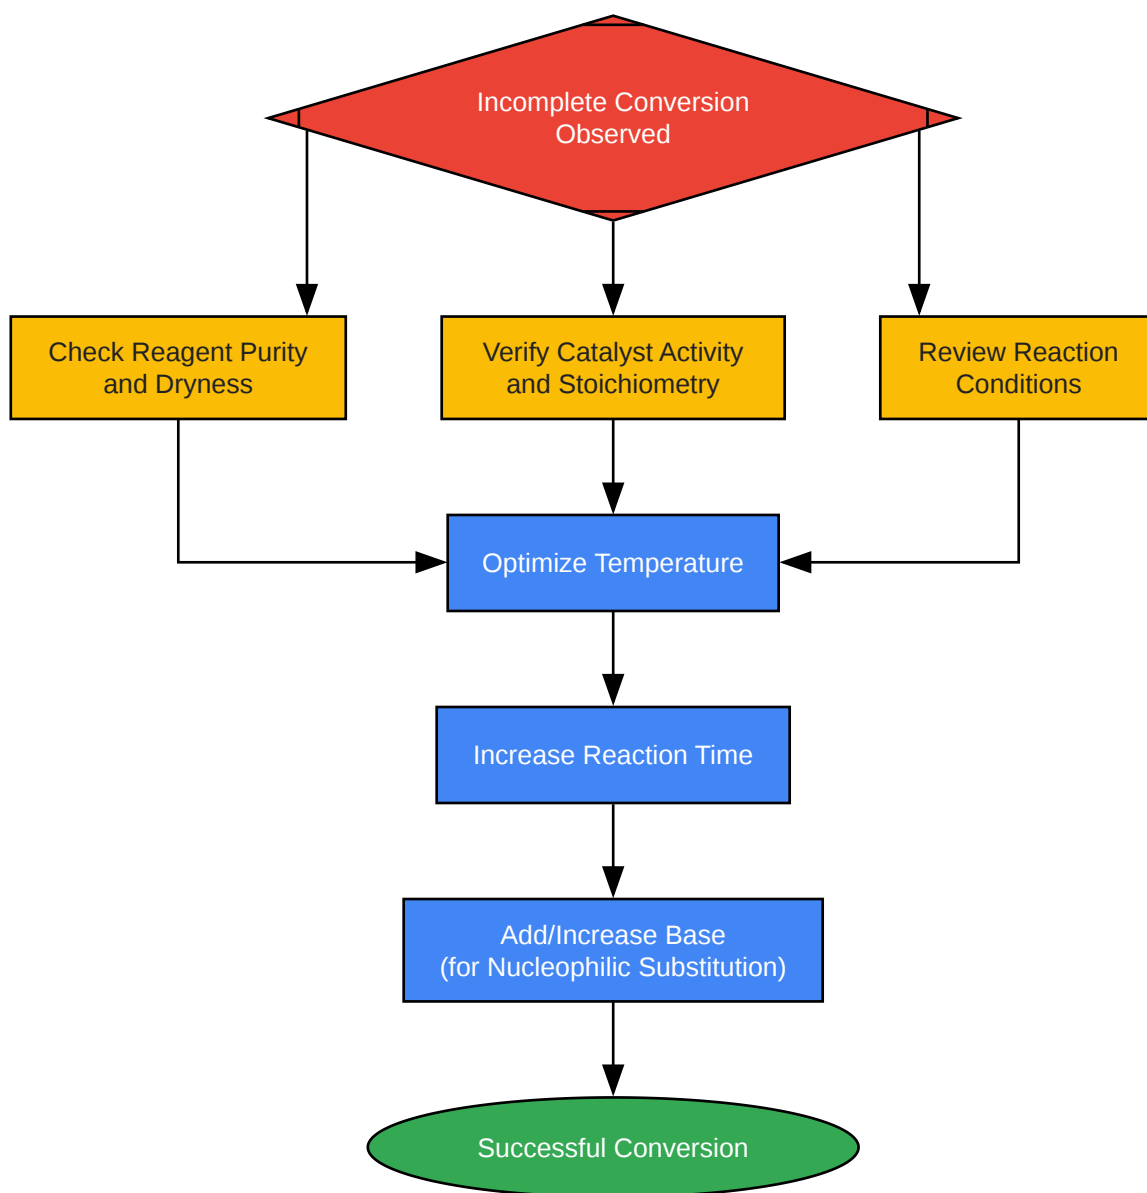 Incomplete Conversion
Observed
Check Reagent Purity
and Dryness
Verify Catalyst Activity
and Stoichiometry
Review Reaction
Conditions
Optimize Temperature
Increase Reaction Time
Add/Increase Base
(for Nucleophilic Substitution)
Successful Conversion